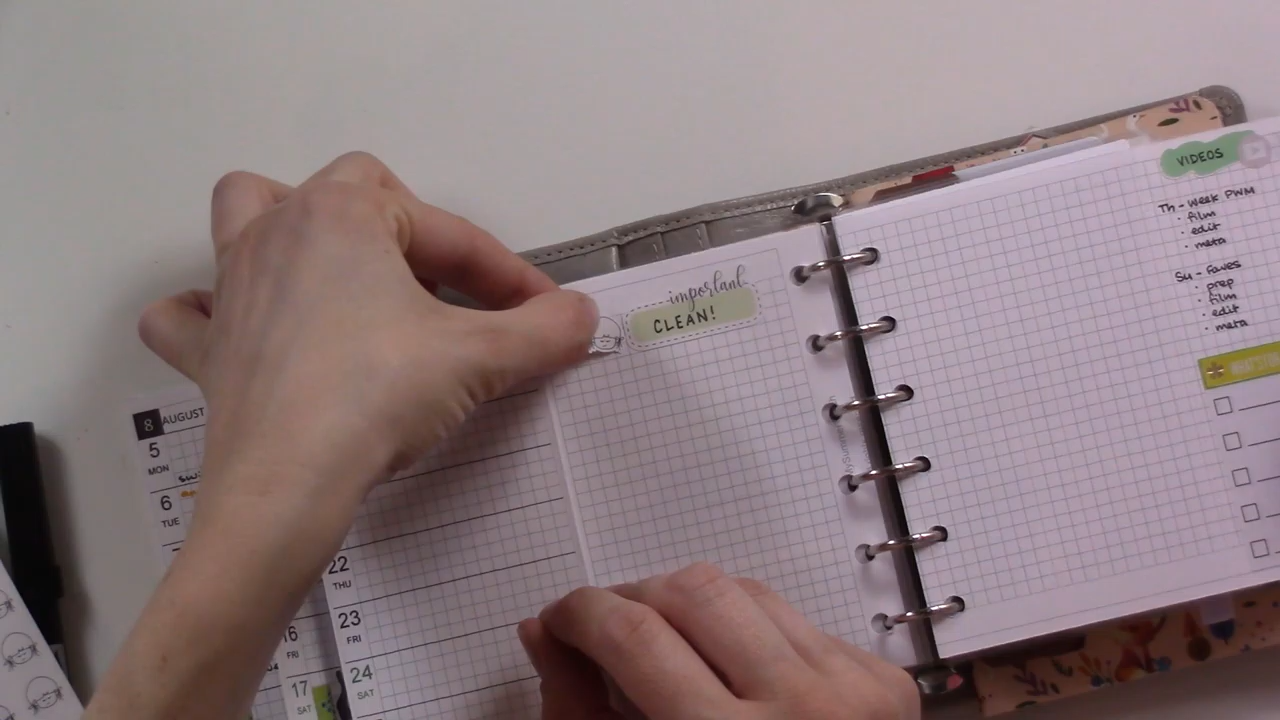 important
CLEAN!
8 AUGUST
5
MON
6
TUE
22
THU
23
FRI
24
SAT
16
FRI
17
SAT
VIDEOS
Th - Week PWM
· film
· edit
· meta
Su - faves
· prep
· film
· edit
· meta